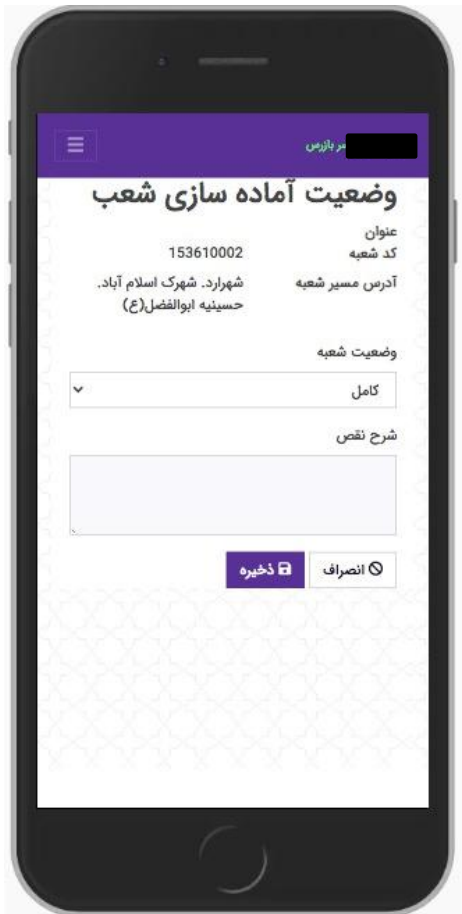 سر بازرس
وضعیت آماده سازی شعب
عنوان
کد شعبه 153610002
آدرس مسیر شعبه شهرارد. شهرک اسلام آباد.
حسینیه ابوالفضل(ع)
وضعیت شعبه
کامل
شرح نقص
انصراف ذخیره